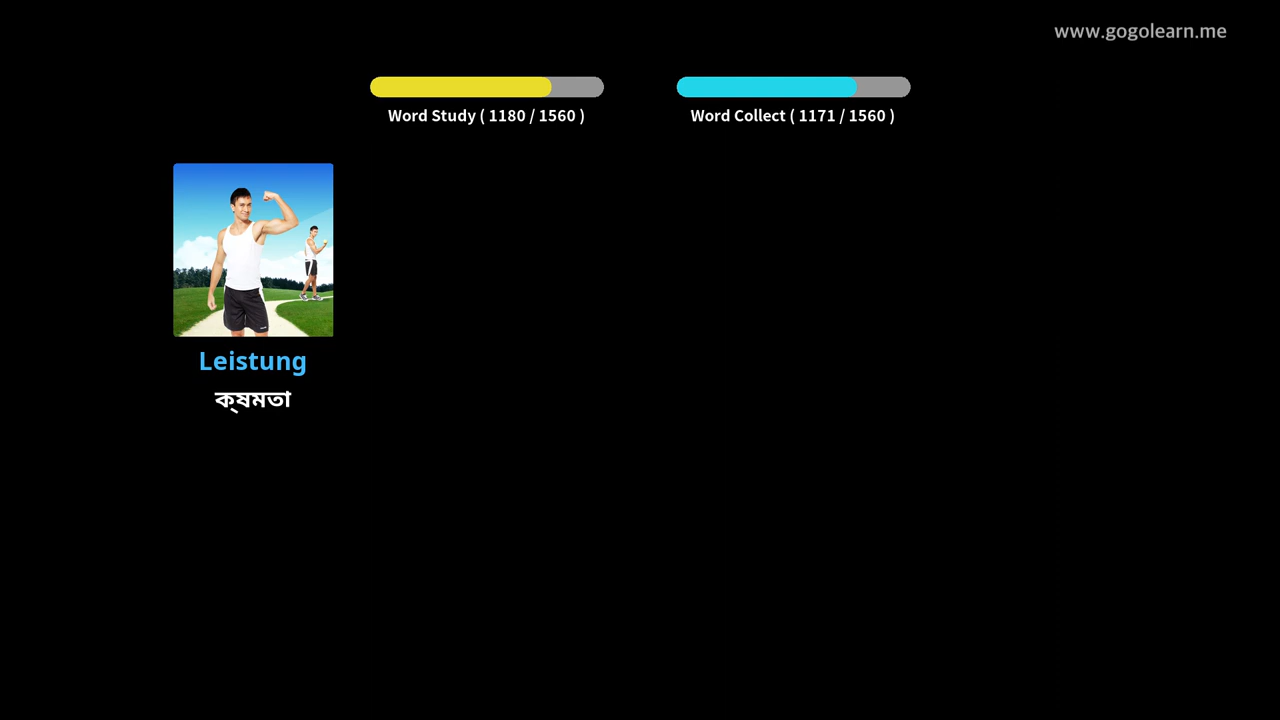 www.gogolearn.me
Word Study ( 1180 / 1560 )
Word Collect ( 1171 / 1560 )
Leistung
ক্ষমতা